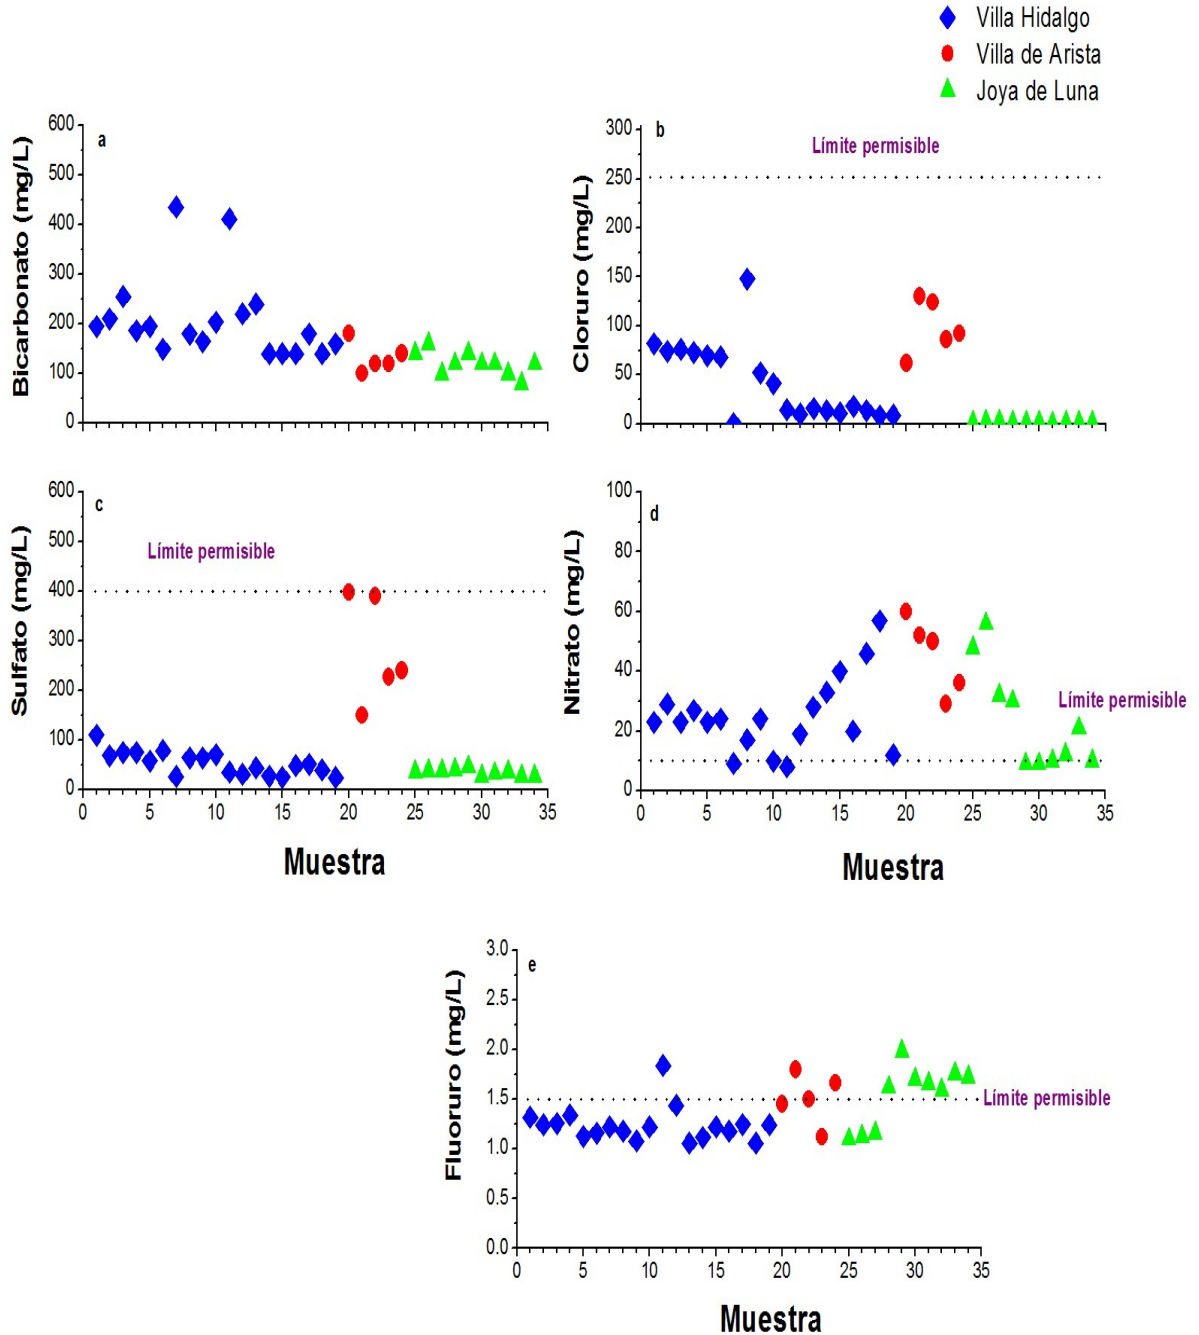 Villa Hidalgo
Villa de Arista
Joya de Luna
a
Bicarbonato (mg/L)
600
500
400
300
200
100
0
b
Límite permisible
Cloruro (mg/L)
300
250
200
150
100
50
0
c
Límite permisible
Sulfato (mg/L)
600
500
400
300
200
100
0
0 5 10 15 20 25 30 35
Muestra
d
Límite permisible
Nitrato (mg/L)
100
80
60
40
20
0
0 5 10 15 20 25 30 35
Muestra
e
Límite permisible
Fluoruro (mg/L)
3.0
2.5
2.0
1.5
1.0
0.5
0.0
0 5 10 15 20 25 30 35
Muestra